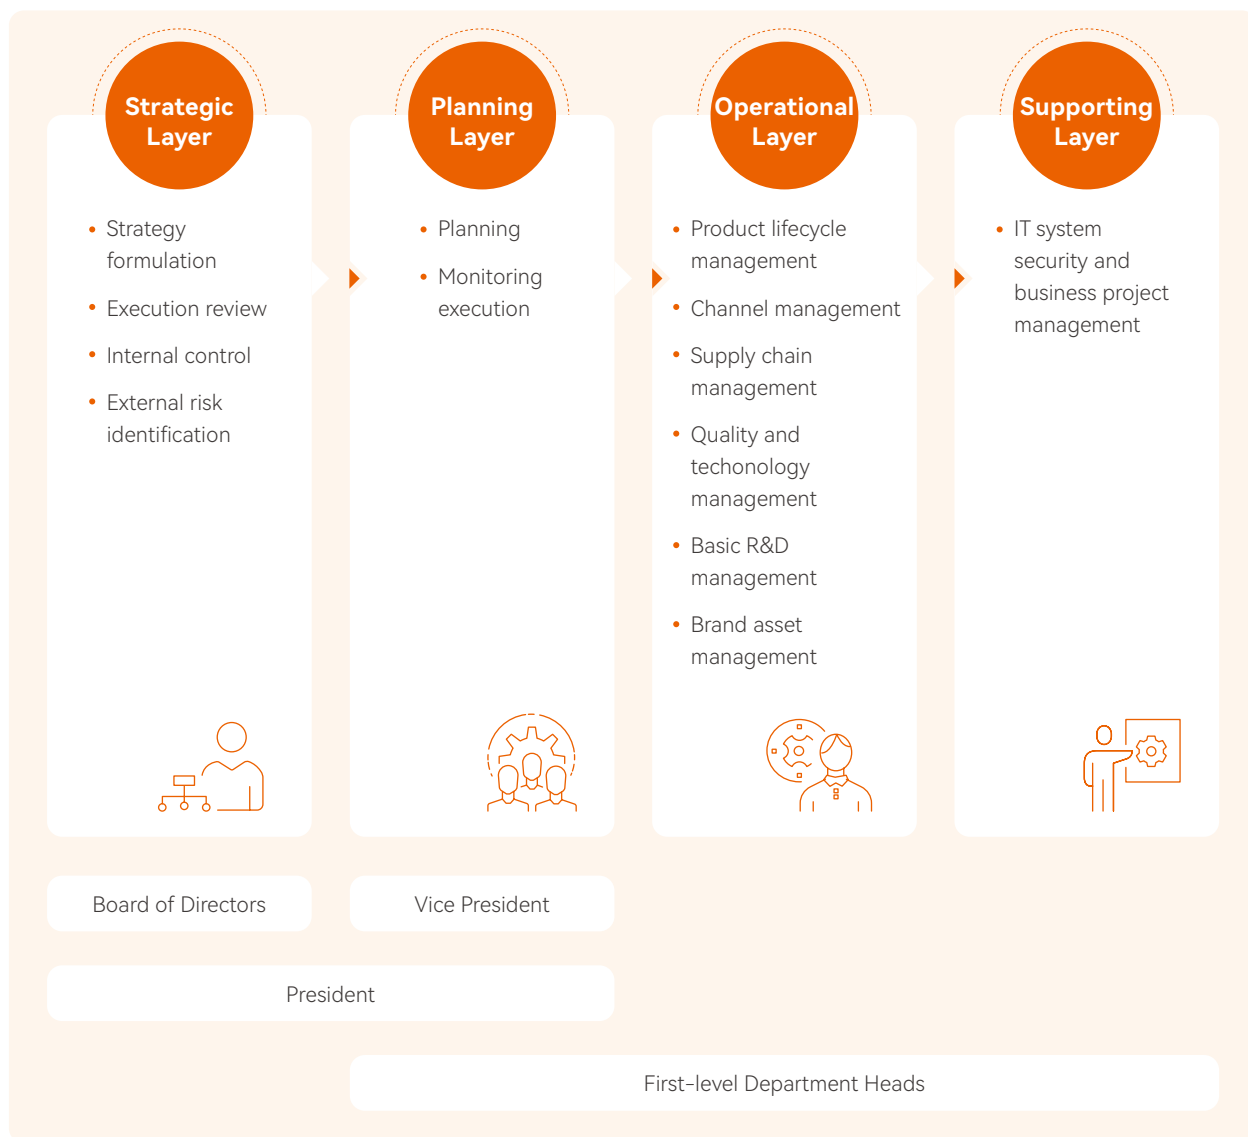 Strategic
Layer
Strategy
formulation
Execution review
Internal control
External risk
identification
Planning
Layer
Planning
Monitoring
execution
Operational
Layer
Product lifecycle
management
Channel management
Supply chain
management
Quality and
techonology
management
Basic R&D
management
Brand asset
management
Supporting
Layer
IT system
security and
business project
management
Board of Directors
Vice President
President
First-level Department Heads